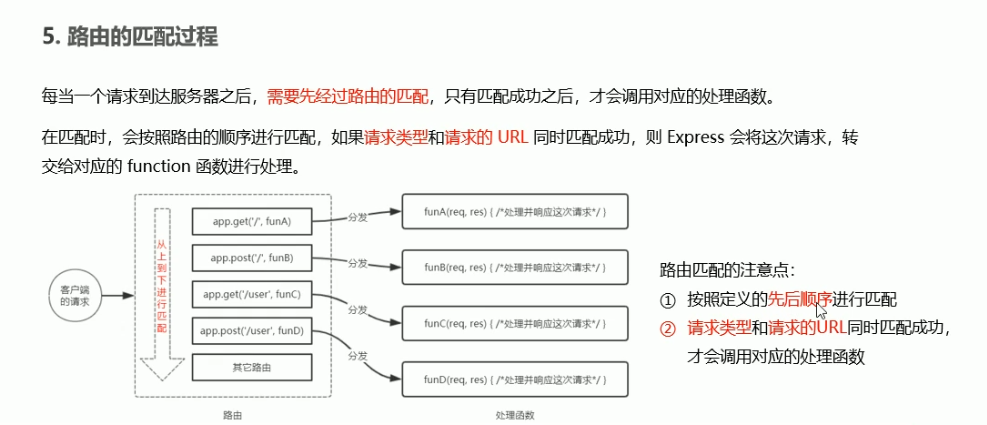 5. 路由的匹配过程
每当一个请求到达服务器之后，需要先经过路由的匹配，只有匹配成功之后，才会调用对应的处理函数。
在匹配时，会按照路由的顺序进行匹配，如果请求类型和请求的 URL 同时匹配成功，则 Express 会将这次请求，转
交给对应的 function 函数进行处理。
客户端
的请求
从上到下进行匹配
app.get('/', funA)
app.post('/', funB)
app.get('/user', funC)
app.post('/user', funD)
其它路由
路由
分发
分发
分发
分发
funA(req, res) { /*处理并响应这次请求*/ }
funB(req, res) { /*处理并响应这次请求*/ }
funC(req, res) { /*处理并响应这次请求*/ }
funD(req, res) { /*处理并响应这次请求*/ }
处理函数
路由匹配的注意点：
① 按照定义的先后顺序进行匹配
② 请求类型和请求的URL同时匹配成功，
才会调用对应的处理函数